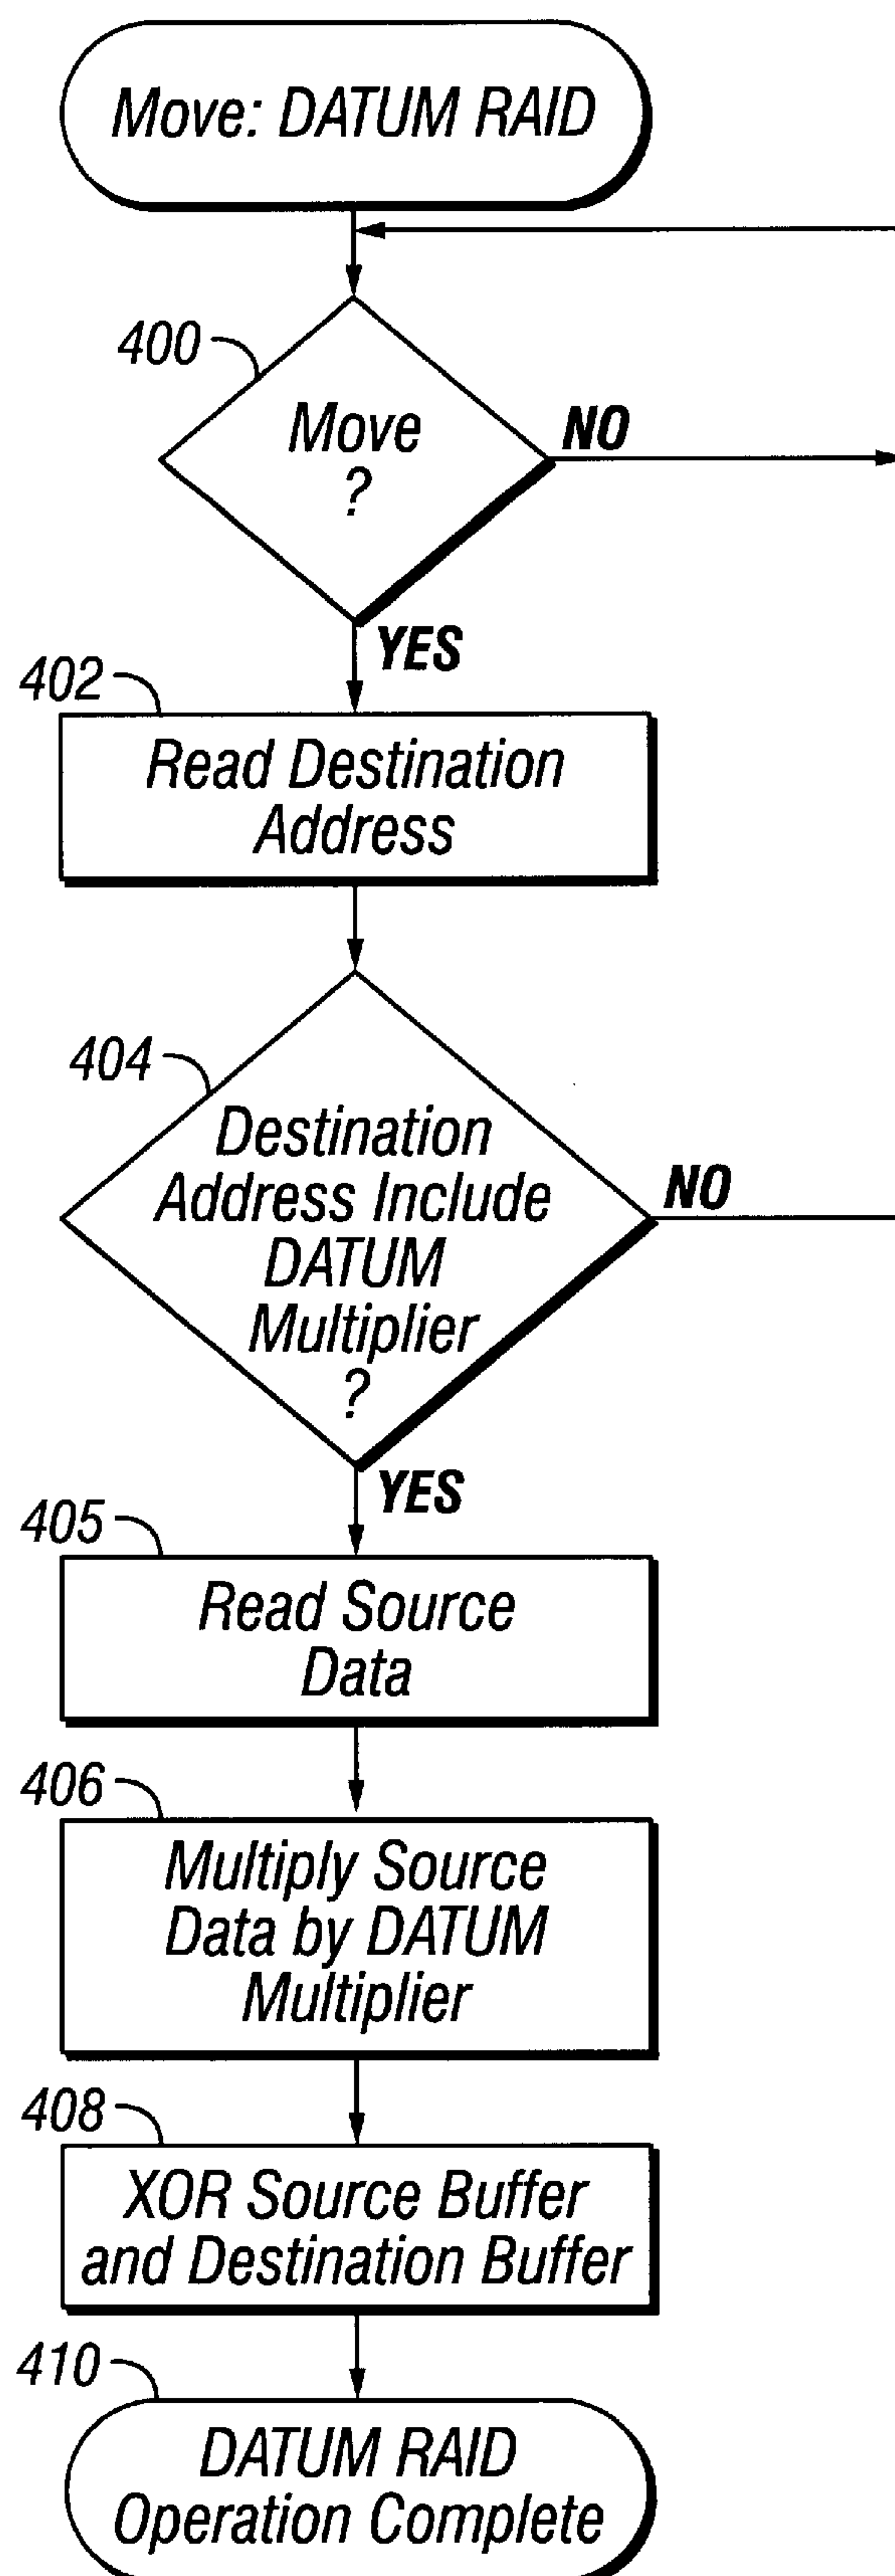 Move: DATUM RAID
400
Move
?
NO
YES
402
Read Destination
Address
404
Destination
Address Include
DATUM
Multiplier
?
NO
YES
405
Read Source
Data
406
Multiply Source
Data by DATUM
Multiplier
408
XOR Source Buffer
and Destination Buffer
410
DATUM RAID
Operation Complete